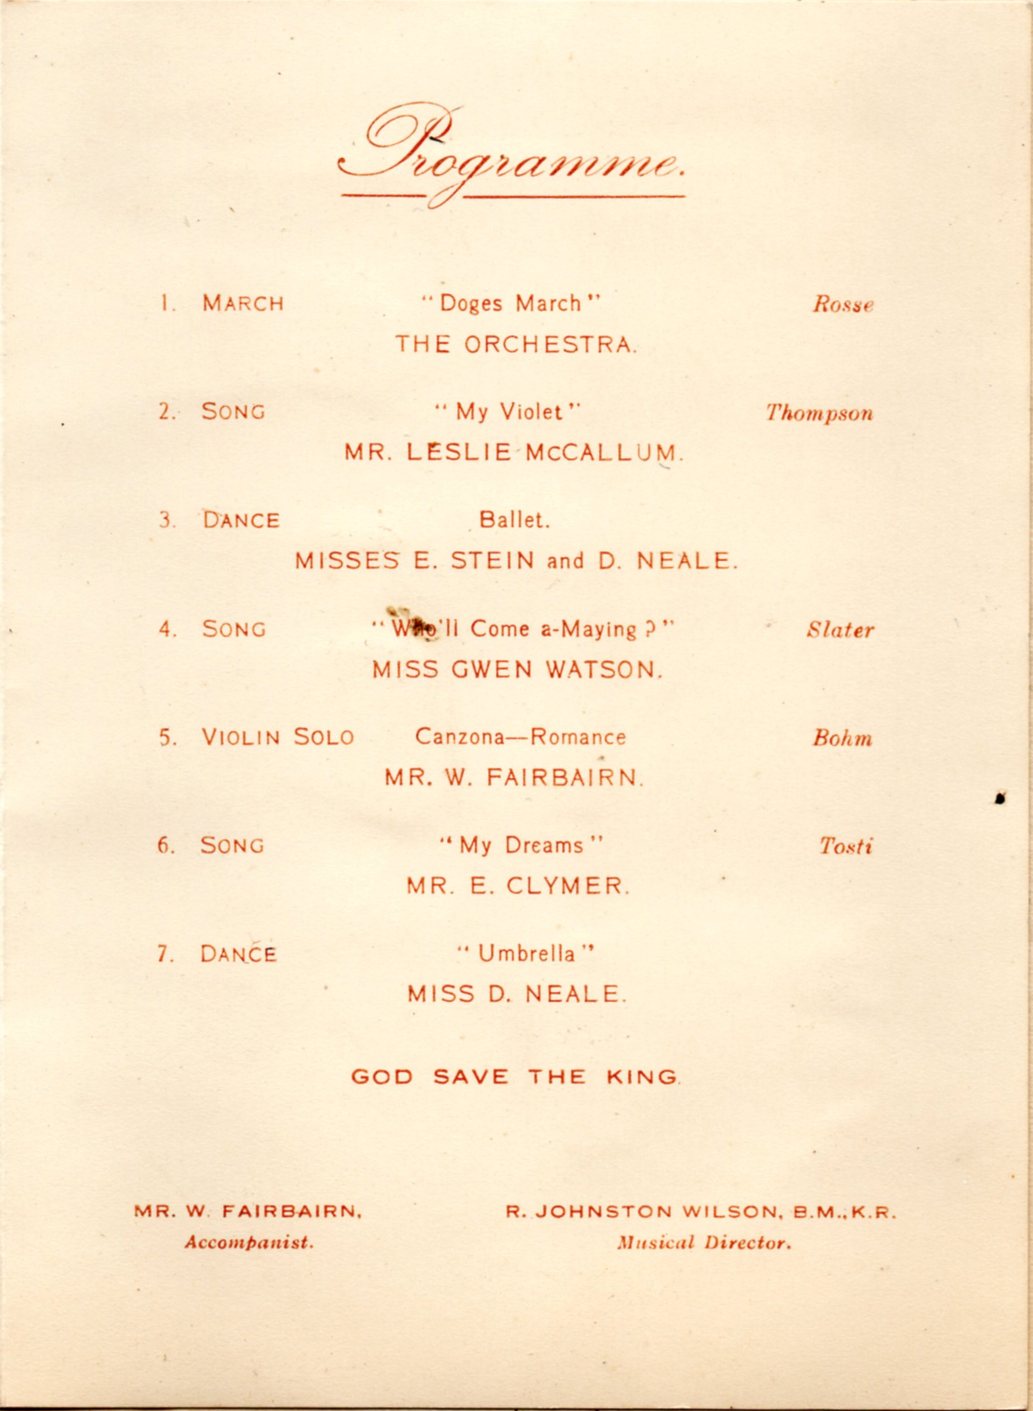 Programme.
1. MARCH "Doges March" Rosse
THE ORCHESTRA.
2. SONG "My Violet" Thompson
MR. LESLIE McCALLUM.
3. DANCE Ballet.
MISSES E. STEIN and D. NEALE.
4. SONG "Who'll Come a-Maying?" Slater
MISS GWEN WATSON.
5. VIOLIN SOLO Canzona—Romance Bohm
MR. W. FAIRBAIRN.
6. SONG "My Dreams" Tosti
MR. E. CLYMER.
7. DANCE "Umbrella"
MISS D. NEALE.
GOD SAVE THE KING.
MR. W. FAIRBAIRN, R. JOHNSTON WILSON, B.M.,K.R.
Accompanist. Musical Director.